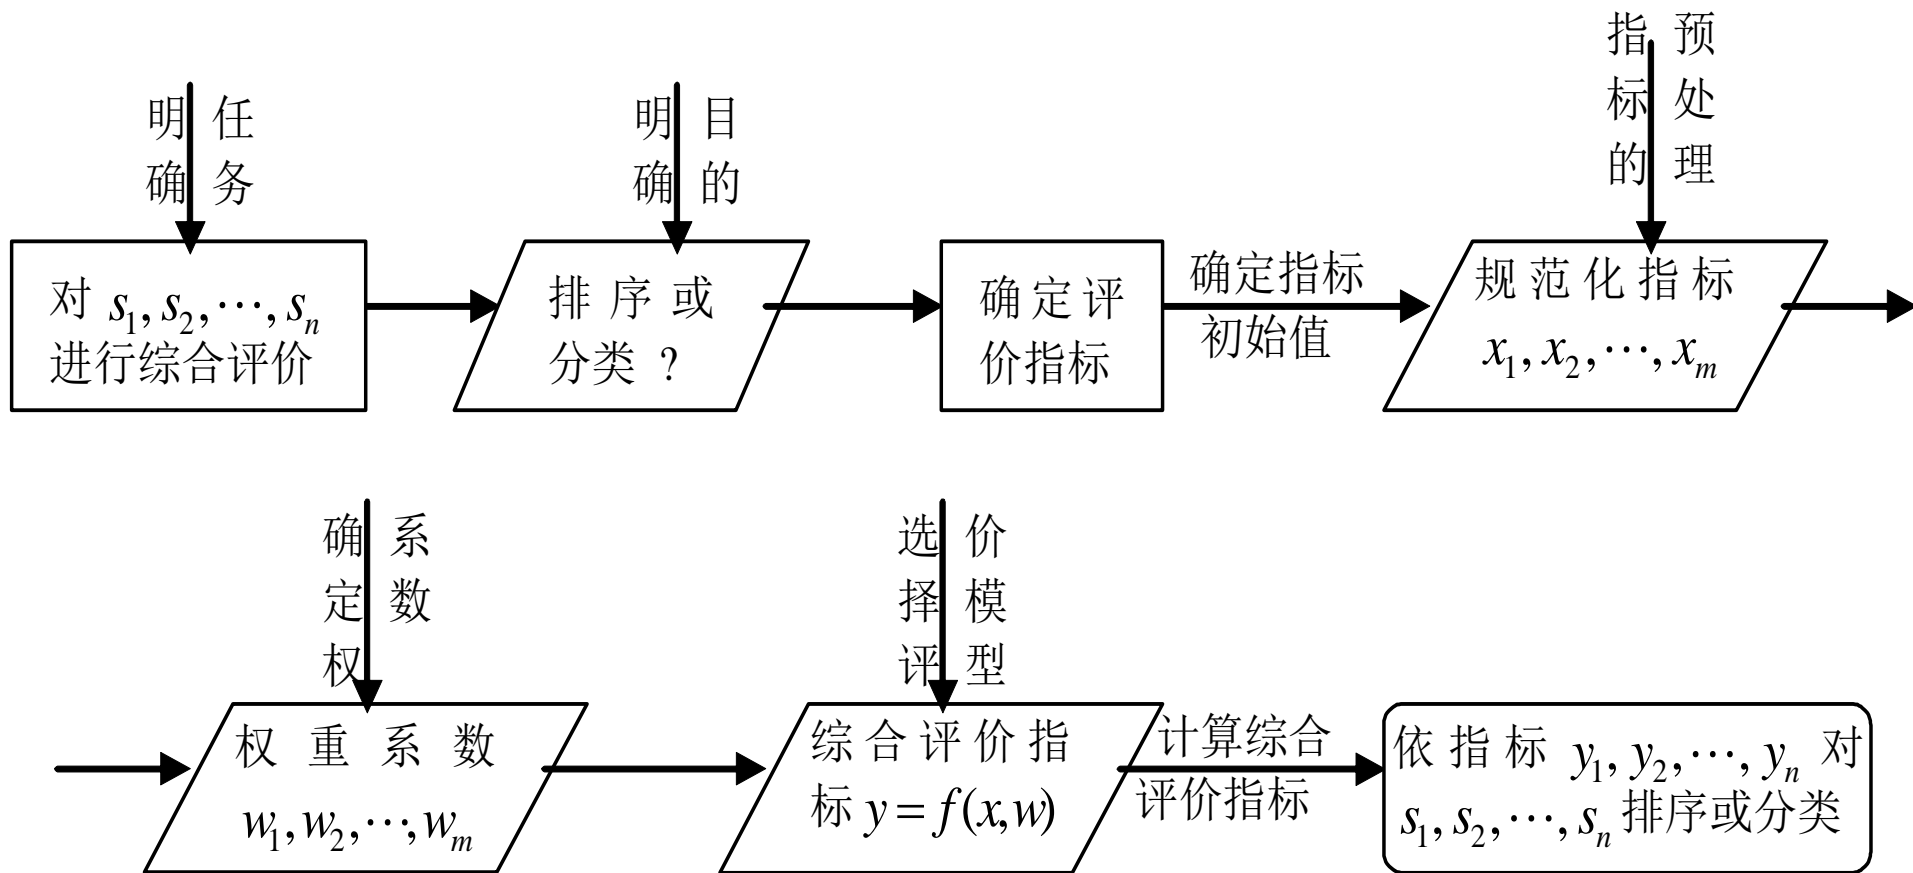 明确任务
对 s₁, s₂, ⋯, sₙ
进行综合评价
明确目的
排序或
分类？
确定评
价指标
确定指标
初始值
指标的预处理
规范化指标
x₁, x₂, ⋯, xₘ
确定权系数
权重系数
w₁, w₂, ⋯, wₘ
选择评价模型
综合评价指
标 y = f(x, w)
计算综合
评价指标
依指标 y₁, y₂, ⋯, yₙ 对
s₁, s₂, ⋯, sₙ 排序或分类